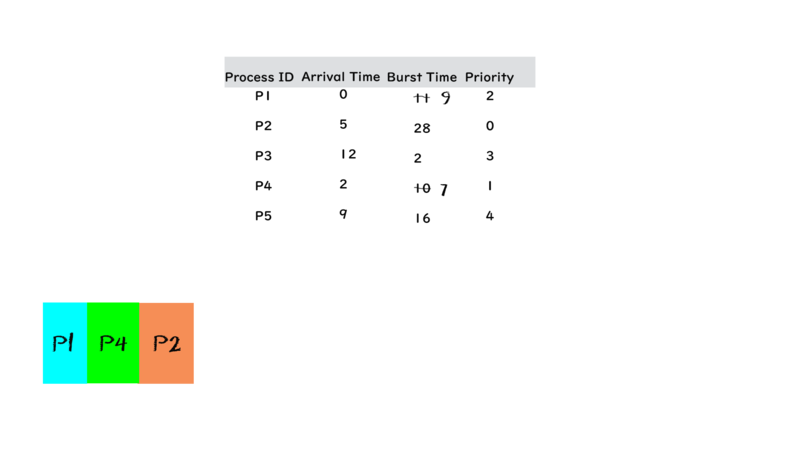 Process ID Arrival Time Burst Time Priority
P1 0 11 9 2
P2 5 28 0
P3 12 2 3
P4 2 10 7 1
P5 9 16 4
P1 P4 P2